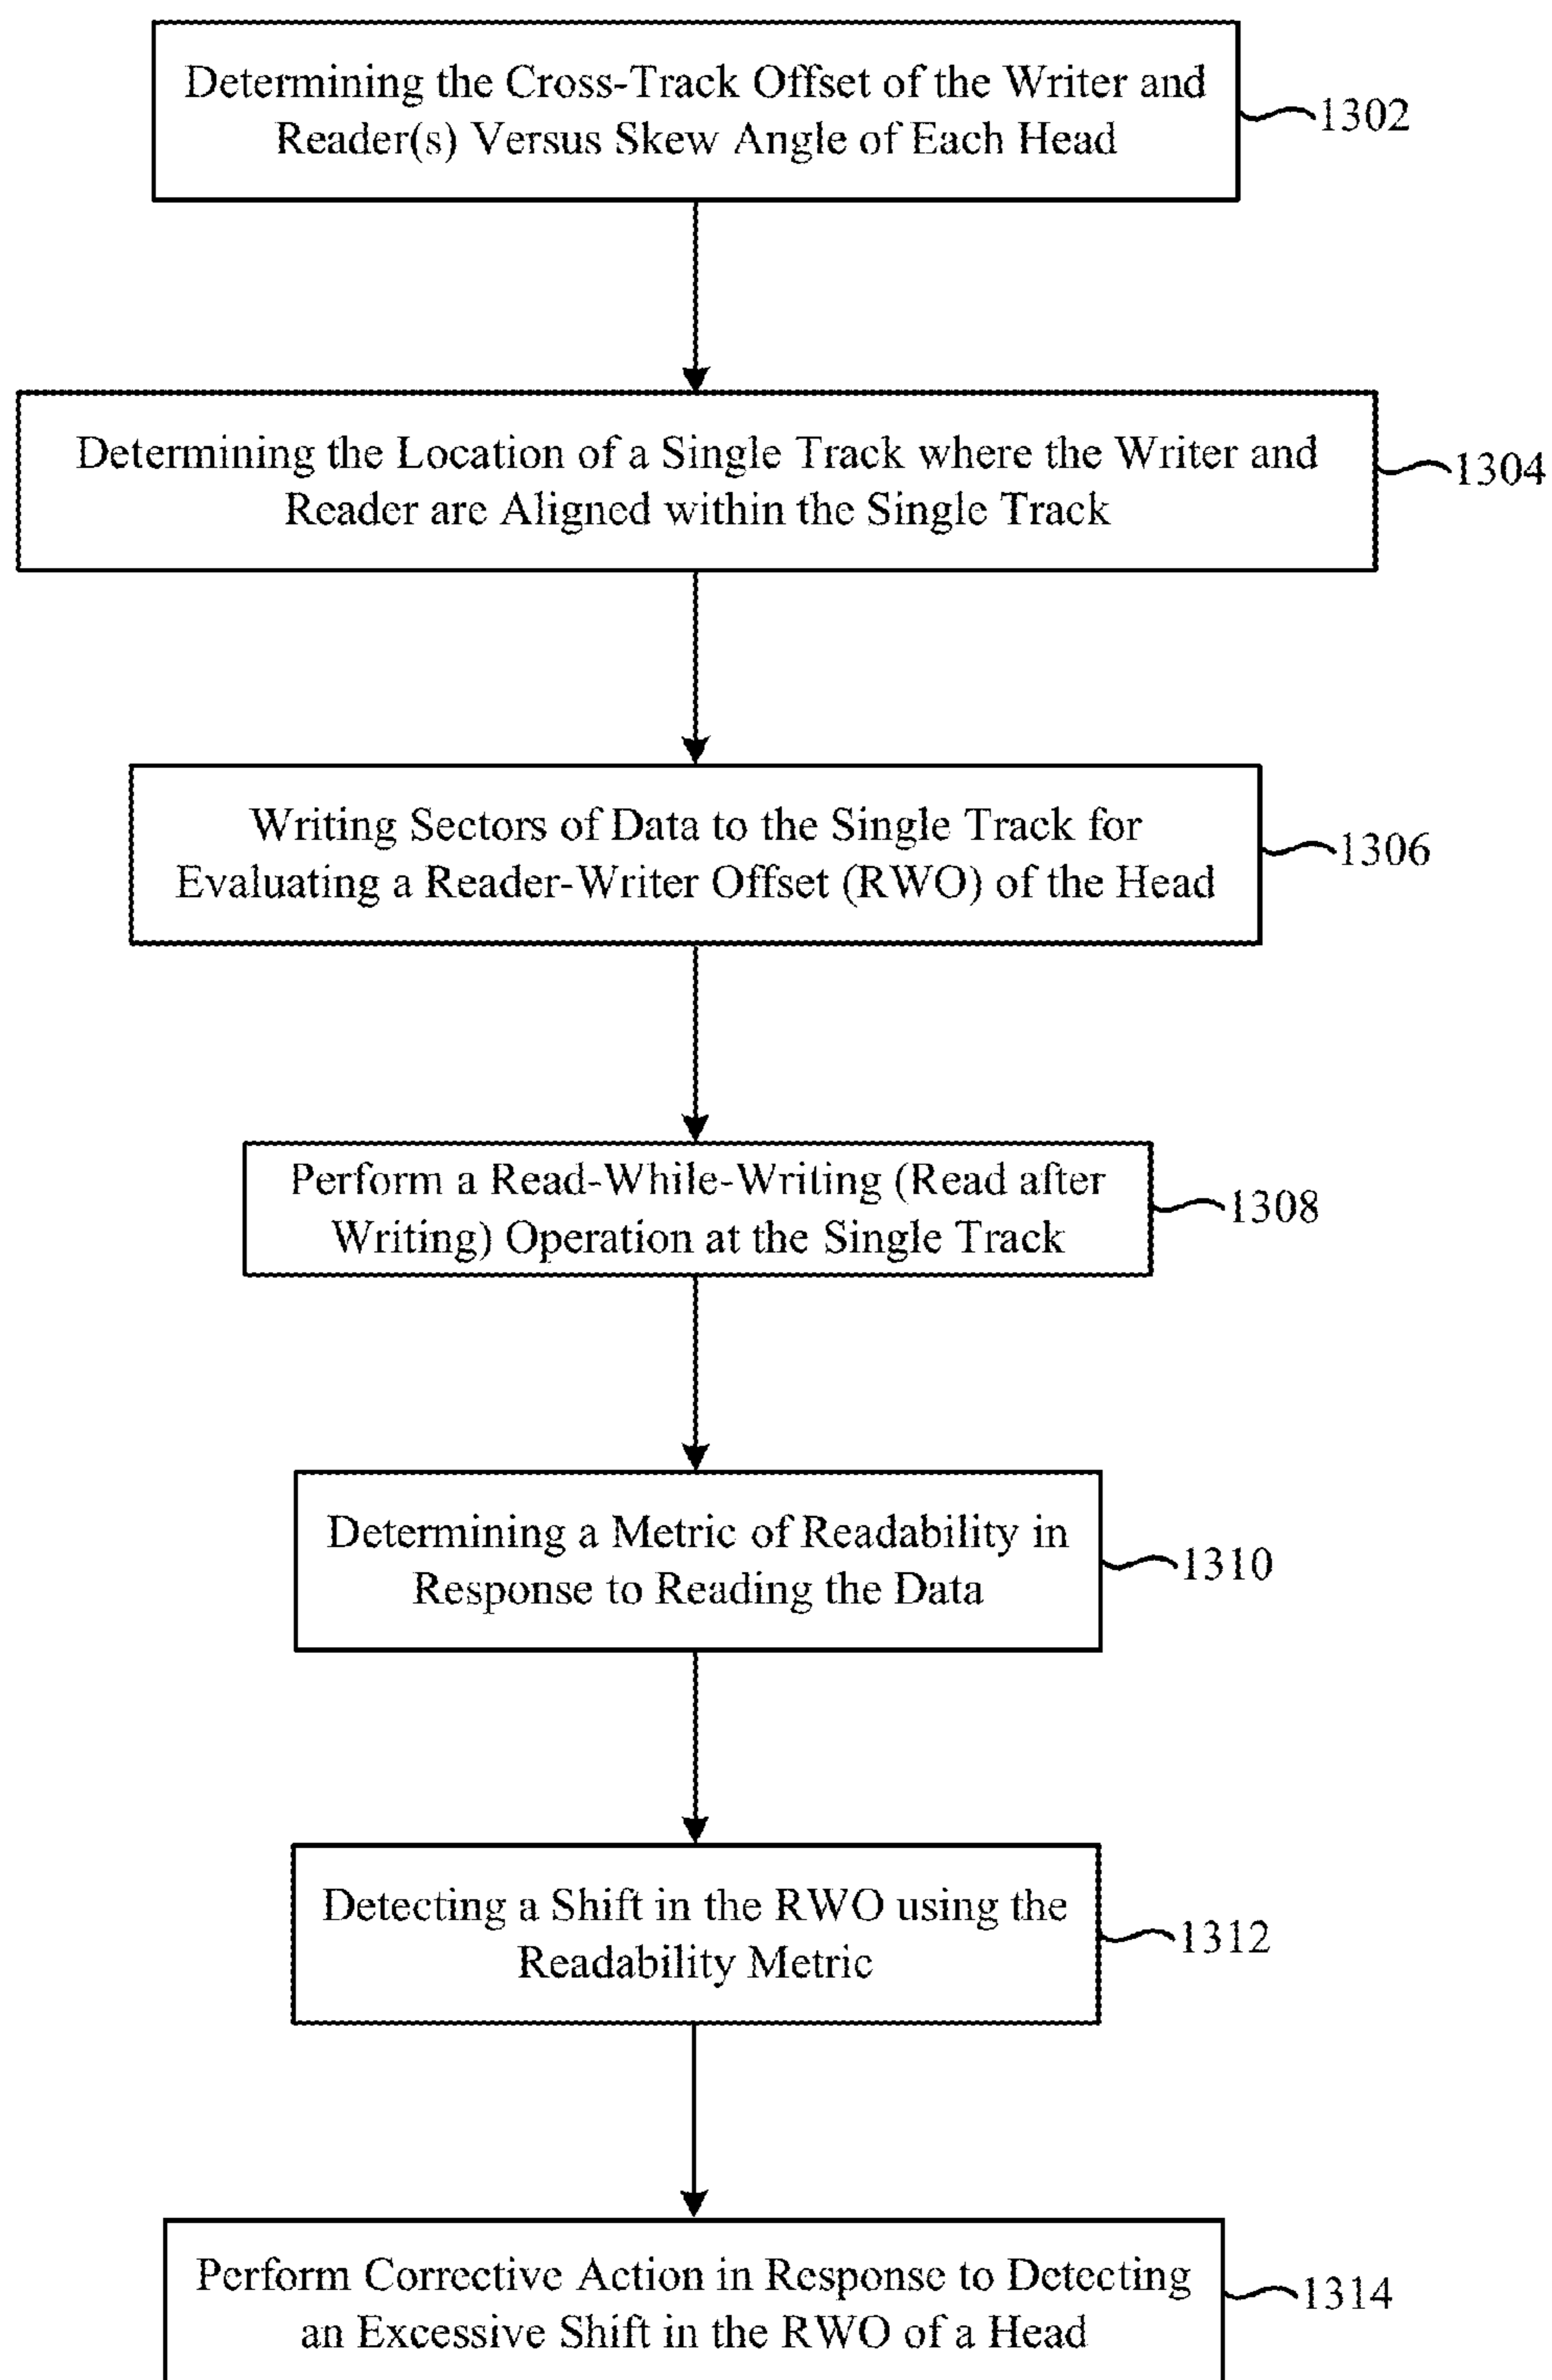 Determining the Cross-Track Offset of the Writer and
Reader(s) Versus Skew Angle of Each Head
1302
Determining the Location of a Single Track where the Writer and
Reader are Aligned within the Single Track
1304
Writing Sectors of Data to the Single Track for
Evaluating a Reader-Writer Offset (RWO) of the Head
1306
Perform a Read-While-Writing (Read after
Writing) Operation at the Single Track
1308
Determining a Metric of Readability in
Response to Reading the Data
1310
Detecting a Shift in the RWO using the
Readability Metric
1312
Perform Corrective Action in Response to Detecting
an Excessive Shift in the RWO of a Head
1314